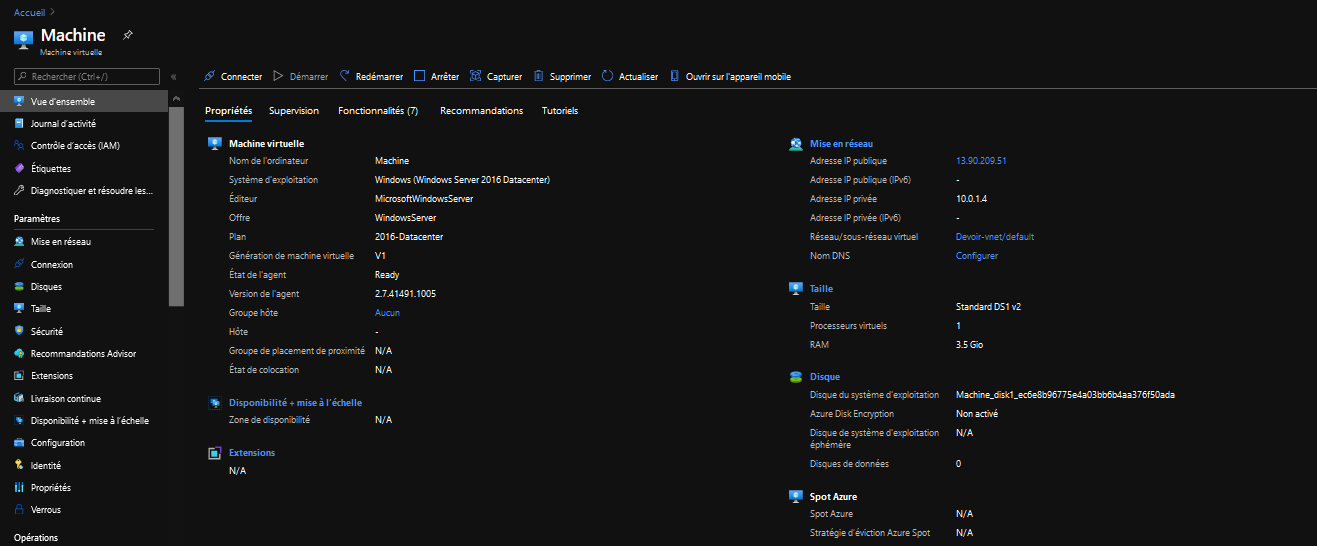 Accueil >
Machine
Machine virtuelle
Rechercher (Ctrl+/)
«
Vue d'ensemble
Journal d'activité
Contrôle d'accès (IAM)
Étiquettes
Diagnostiquer et résoudre les...
Paramètres
Mise en réseau
Connexion
Disques
Taille
Sécurité
Recommandations Advisor
Extensions
Livraison continue
Disponibilité + mise à l'échelle
Configuration
Identité
Propriétés
Verrous
Opérations
Connecter Démarrer Redémarrer Arrêter Capturer Supprimer Actualiser Ouvrir sur l'appareil mobile
Propriétés Supervision Fonctionnalités (7) Recommandations Tutoriels
Machine virtuelle
Nom de l'ordinateur Machine
Système d'exploitation Windows (Windows Server 2016 Datacenter)
Éditeur MicrosoftWindowsServer
Offre WindowsServer
Plan 2016-Datacenter
Génération de machine virtuelle V1
État de l'agent Ready
Version de l'agent 2.7.41491.1005
Groupe hôte Aucun
Hôte -
Groupe de placement de proximité N/A
État de colocation N/A
Disponibilité + mise à l'échelle
Zone de disponibilité N/A
Extensions
N/A
Mise en réseau
Adresse IP publique 13.90.209.51
Adresse IP publique (IPv6) -
Adresse IP privée 10.0.1.4
Adresse IP privée (IPv6) -
Réseau/sous-réseau virtuel Devoir-vnet/default
Nom DNS Configurer
Taille
Taille Standard DS1 v2
Processeurs virtuels 1
RAM 3.5 Gio
Disque
Disque du système d'exploitation Machine_disk1_ec6e8b96775e4a03bb6b4aa376f50ada
Azure Disk Encryption Non activé
Disque de système d'exploitation N/A
éphémère
Disques de données 0
Spot Azure
Spot Azure N/A
Stratégie d'éviction Azure Spot N/A